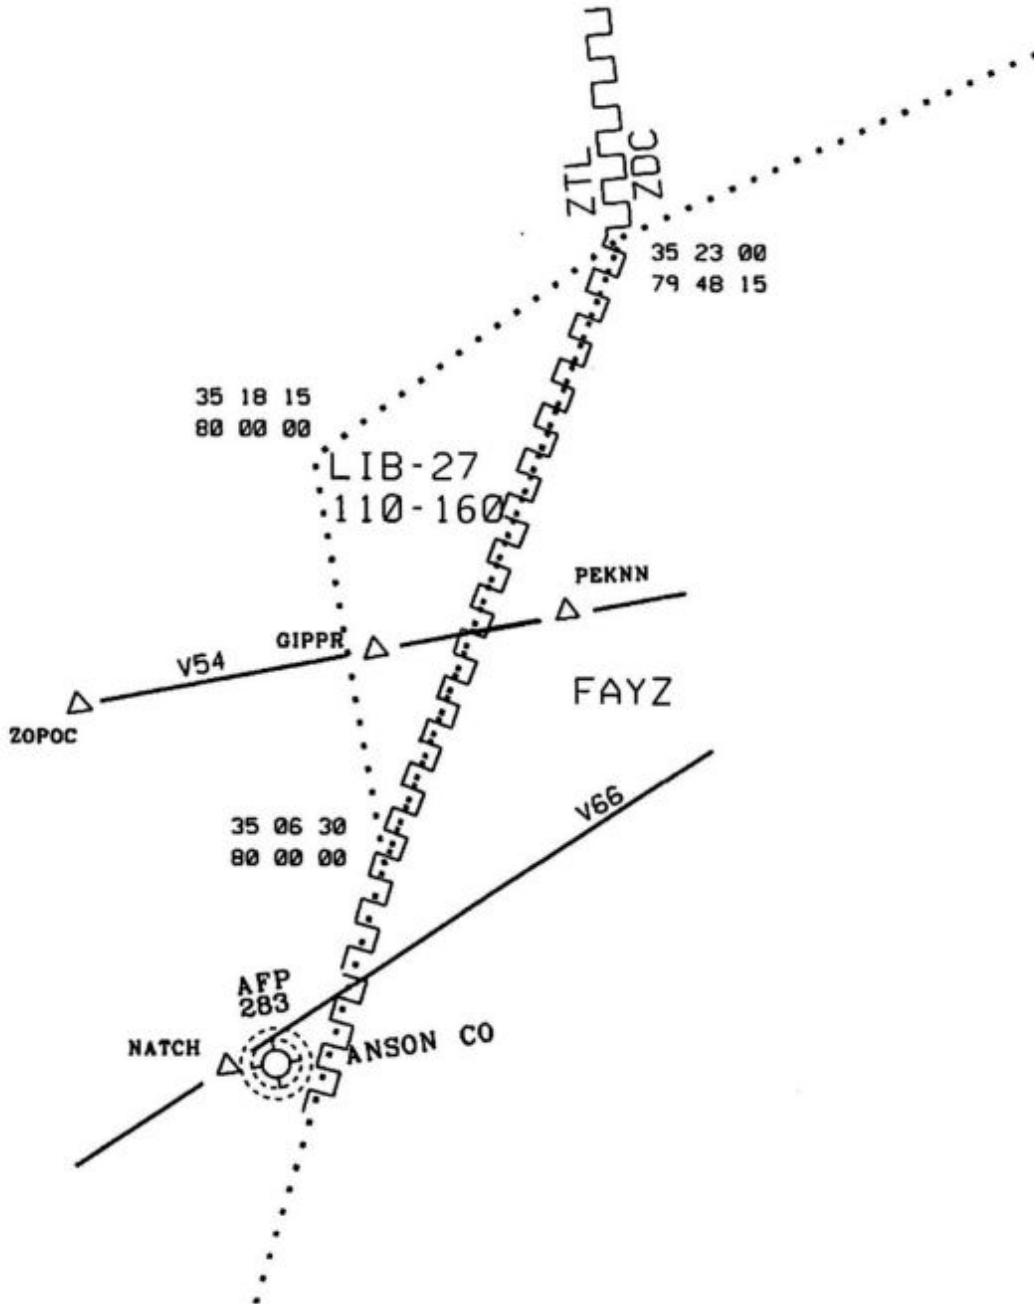 ZTL
ZDC
35 23 00
79 48 15
35 18 15
80 00 00
LIB-27
110-160
PEKNN
GIPPR
V54
FAYZ
ZOPOC
V66
35 06 30
80 00 00
AFP
283
NATCH
ANSON CO